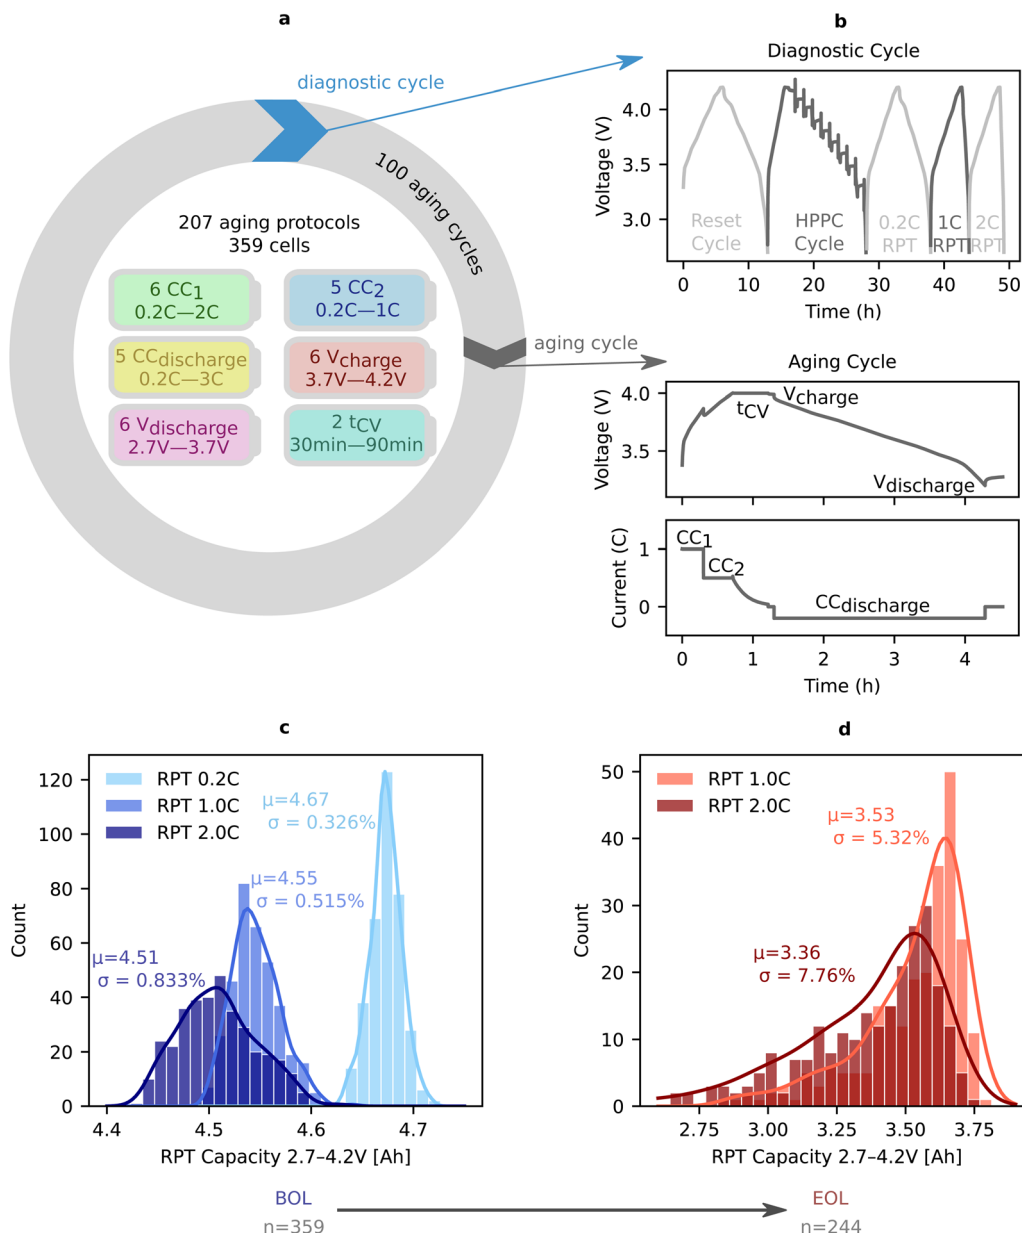 a
diagnostic cycle
100 aging cycles
207 aging protocols
359 cells
6 CC1
0.2C—2C
5 CC2
0.2C—1C
5 CCdischarge
0.2C—3C
6 Vcharge
3.7V—4.2V
6 Vdischarge
2.7V—3.7V
2 tCV
30min—90min
aging cycle
b
Diagnostic Cycle
Voltage (V)
4.0
3.5
3.0
Reset
Cycle
HPPC
Cycle
0.2C
RPT
1C
RPT
2C
RPT
0 10 20 30 40 50
Time (h)
Aging Cycle
Voltage (V)
4.0
3.5
tCV
Vcharge
Vdischarge
Current (C)
1
0
CC1
CC2
CCdischarge
0 1 2 3 4
Time (h)
c
RPT 0.2C
RPT 1.0C
RPT 2.0C
μ=4.67
σ = 0.326%
μ=4.55
σ = 0.515%
μ=4.51
σ = 0.833%
Count
120
100
80
60
40
20
0
4.4 4.5 4.6 4.7
RPT Capacity 2.7–4.2V [Ah]
d
RPT 1.0C
RPT 2.0C
μ=3.53
σ = 5.32%
μ=3.36
σ = 7.76%
Count
50
40
30
20
10
0
2.75 3.00 3.25 3.50 3.75
RPT Capacity 2.7–4.2V [Ah]
BOL
n=359
EOL
n=244